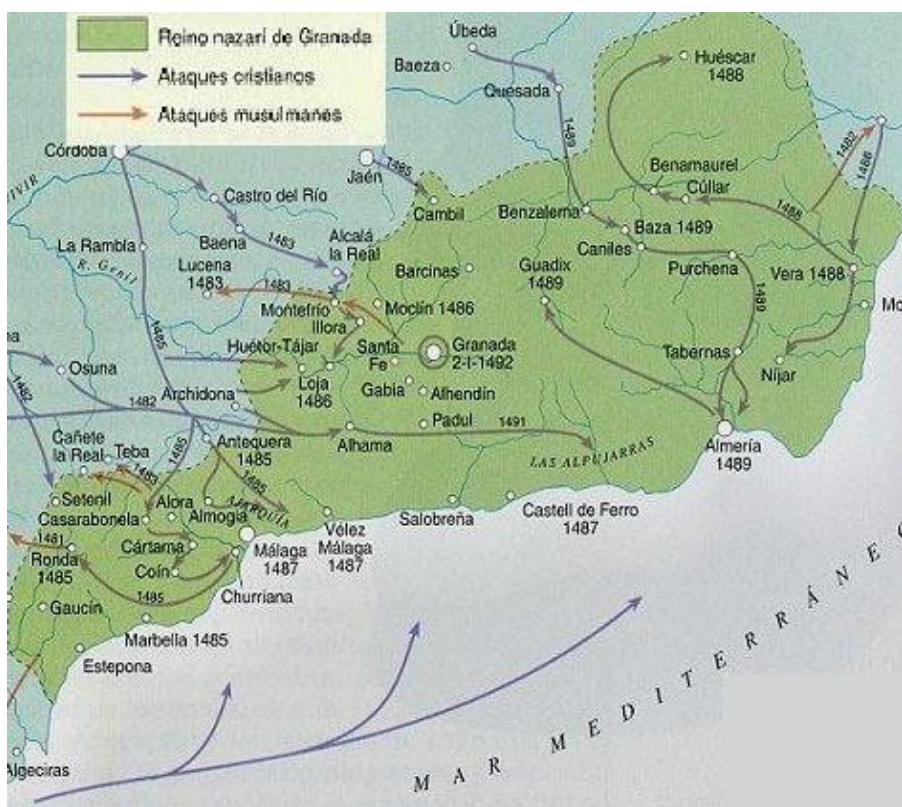 Reino nazarí de Granada
Ataques cristianos
Ataques musulmanes
Úbeda
Baeza
Quesada
Huéscar
1488
1489
1482
1486
Córdoba
Jaén
1485
Castro del Río
Cambil
Benamaurel
Cúllar
1488
Benzalema
Baza 1489
Caniles
La Rambla
Baena
1483
Alcalá
la Real
R. Genil
Lucena
1483
1483
Barcinas
Guadix
1489
Purchena
Vera 1488
Mo
Montefrío
Moclín 1486
Illora
1489
1485
Huétor-Tájar
Santa
Fe
Granada
2-I-1492
Tabernas
Níjar
Osuna
Loja
1486
Gabia
Alhendín
1482
Archidona
1482
Padul
1491
Alhama
LAS ALPUJARRAS
Almería
1489
Cañete
la Real
Teba
1483
1485
Antequera
1485
1485
AJARQUÍA
Setenil
Alora
Almogía
Casarabonela
Salobreña
Castell de Ferro
1487
Vélez
Málaga
1487
1481
Ronda
1485
Cártama
Málaga
1487
Coín
1485
Churriana
Gaucín
Marbella 1485
Estepona
Algeciras
MAR MEDITERRÁNEO